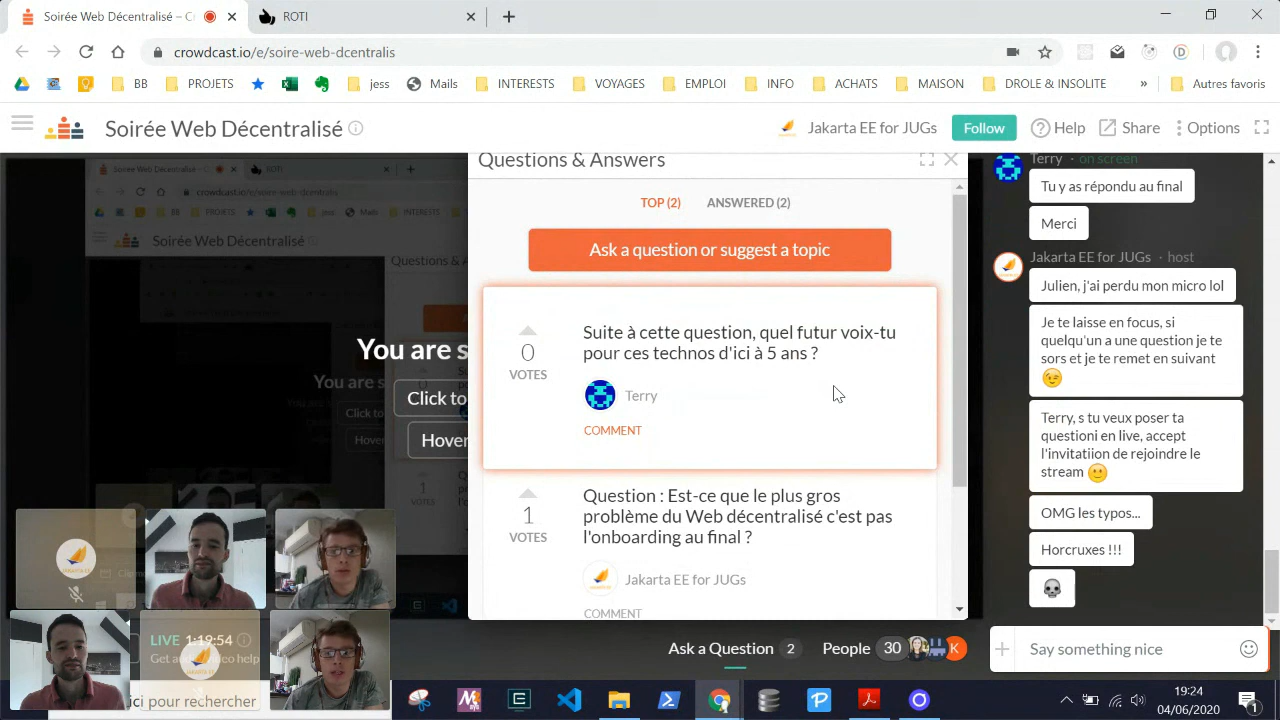 Soirée Web Décentralisé - C
ROTI
crowdcast.io/e/soire-web-dcentralis
BB
PROJETS
jess
Mails
INTERESTS
VOYAGES
EMPLOI
INFO
ACHATS
MAISON
DROLE & INSOLITE
»
Autres favoris
Soirée Web Décentralisé
Jakarta EE for JUGs
Follow
Help
Share
Options
Questions & Answers
TOP (2)
ANSWERED (2)
Ask a question or suggest a topic
Suite à cette question, quel futur voix-tu
pour ces technos d'ici à 5 ans ?
0
VOTES
Terry
COMMENT
Question : Est-ce que le plus gros
problème du Web décentralisé c'est pas
l'onboarding au final ?
1
VOTES
Jakarta EE for JUGs
COMMENT
You are s
Click to
Hover
Terry · on screen
Tu y as répondu au final
Merci
Jakarta EE for JUGs · host
Julien, j'ai perdu mon micro lol
Je te laisse en focus, si
quelqu'un a une question je te
sors et je te remet en suivant
Terry, s tu veux poser ta
questioni en live, accept
l'invitatiion de rejoindre le
stream
OMG les typos...
Horcruxes !!!
LIVE 1:19:54
Ask a Question 2
People 30
K
Say something nice
ici pour rechercher
19:24
04/06/2020
1